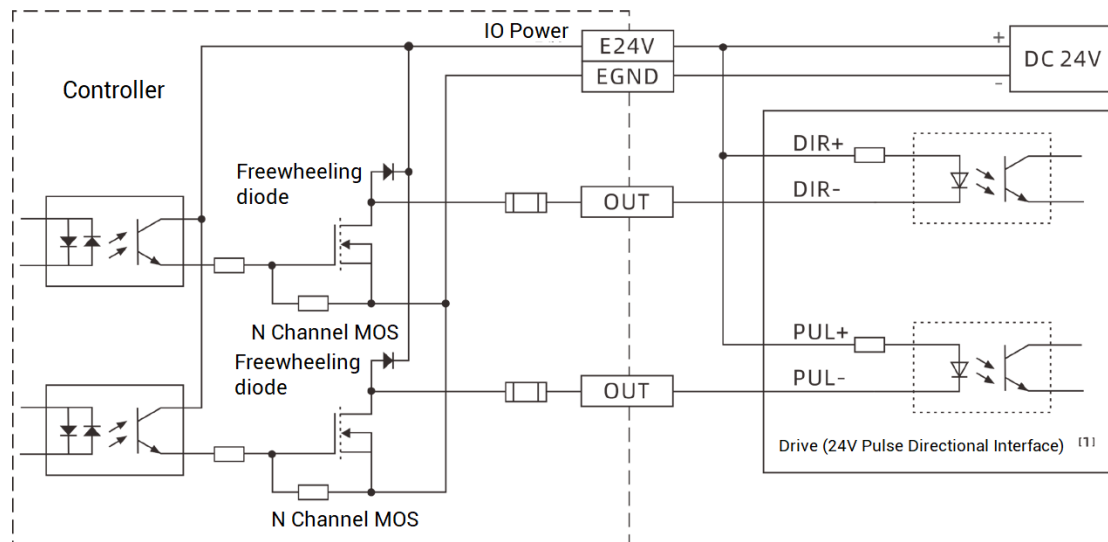 IO Power
E24V
+
DC 24V
EGND
-
Controller
DIR+
Freewheeling
diode
DIR-
OUT
N Channel MOS
PUL+
Freewheeling
diode
PUL-
OUT
Drive (24V Pulse Directional Interface) [1]
N Channel MOS